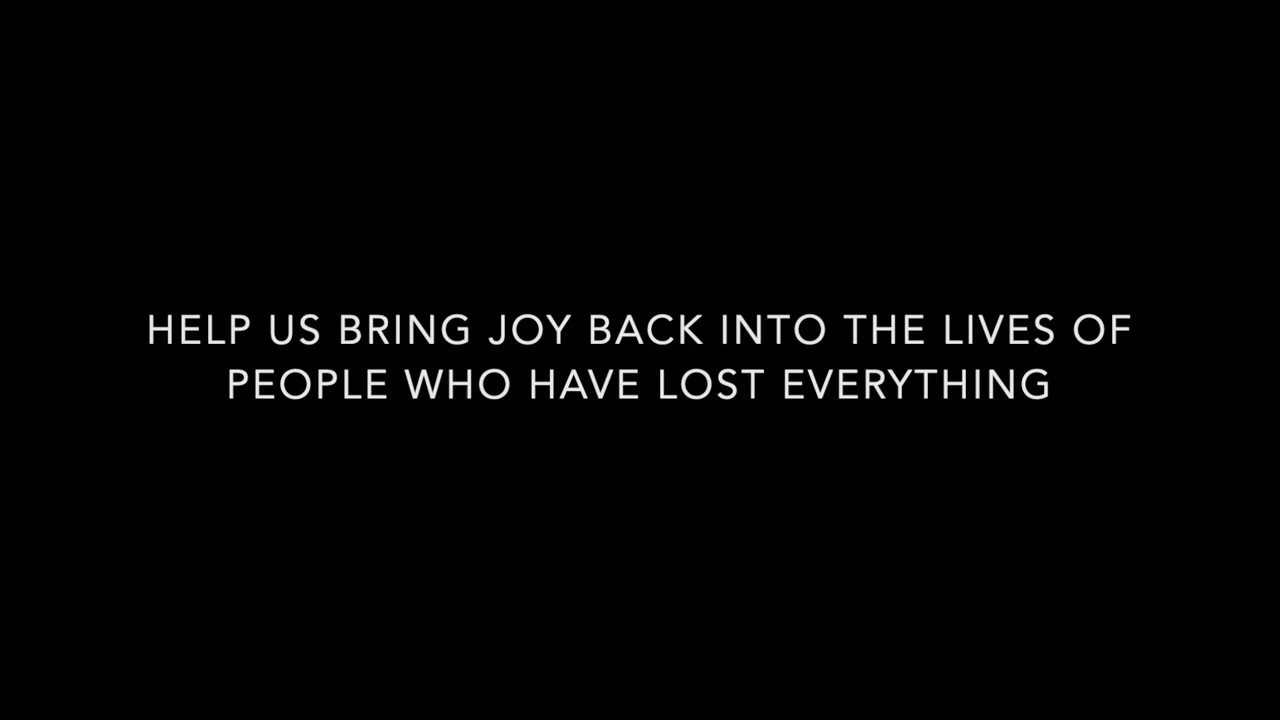 HELP US BRING JOY BACK INTO THE LIVES OF
PEOPLE WHO HAVE LOST EVERYTHING